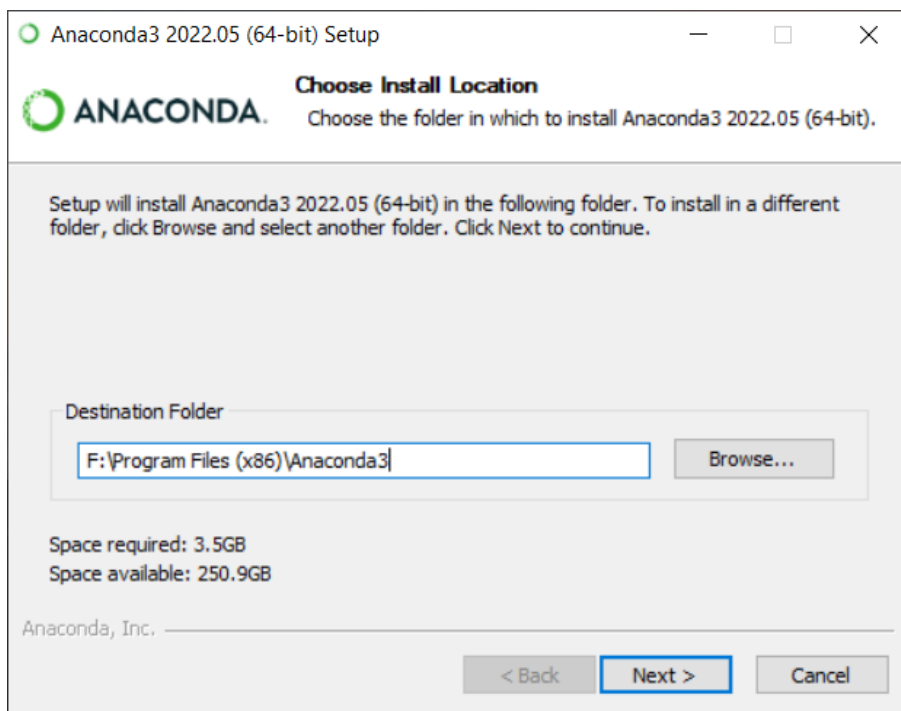 Anaconda3 2022.05 (64-bit) Setup
ANACONDA.
Choose Install Location
Choose the folder in which to install Anaconda3 2022.05 (64-bit).
Setup will install Anaconda3 2022.05 (64-bit) in the following folder. To install in a different
folder, click Browse and select another folder. Click Next to continue.
Destination Folder
F:\Program Files (x86)\Anaconda3
Browse...
Space required: 3.5GB
Space available: 250.9GB
Anaconda, Inc.
< Back
Next >
Cancel